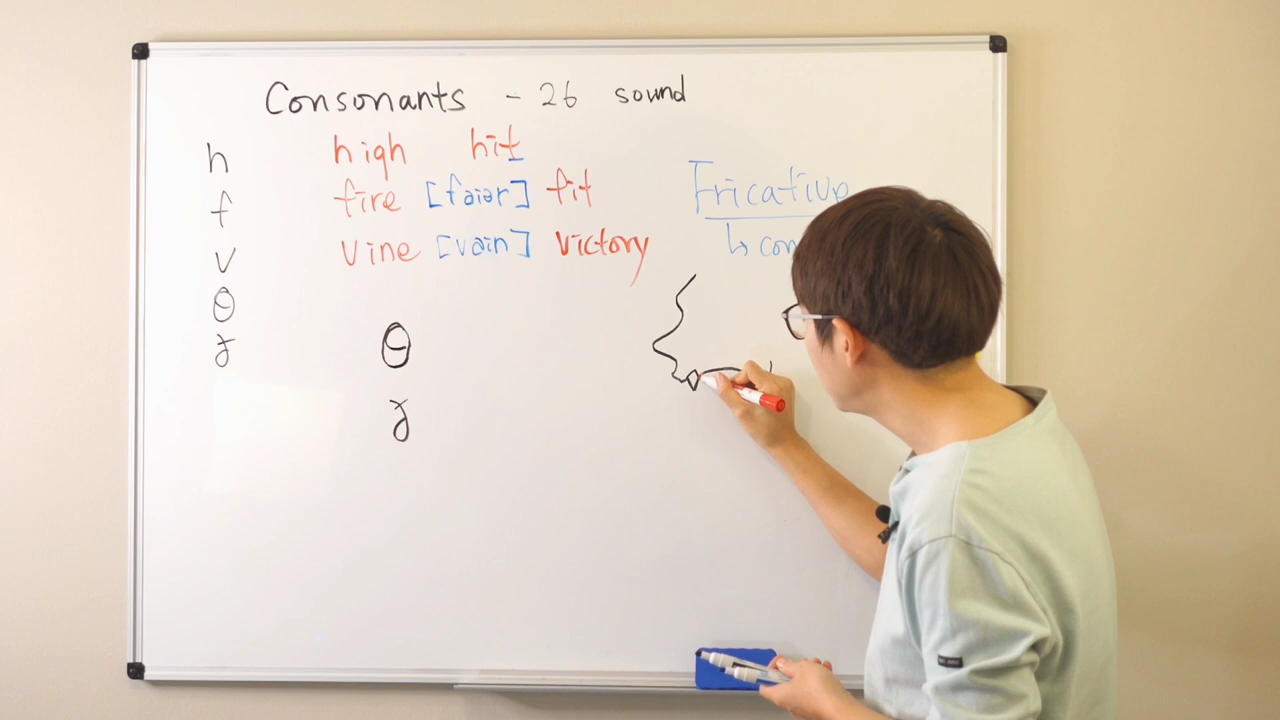 Consonants - 26 sound
h high hit
f fire [faiər] fit
v vine [vain] victory
θ
ð
θ
ð
Fricative
↳